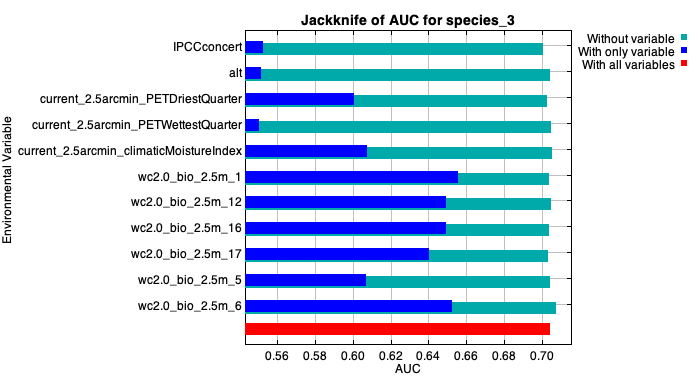 Jackknife of AUC for species_3
Without variable
With only variable
With all variables
Environmental Variable
IPCCconcert
alt
current_2.5arcmin_PETDriestQuarter
current_2.5arcmin_PETWettestQuarter
current_2.5arcmin_climaticMoistureIndex
wc2.0_bio_2.5m_1
wc2.0_bio_2.5m_12
wc2.0_bio_2.5m_16
wc2.0_bio_2.5m_17
wc2.0_bio_2.5m_5
wc2.0_bio_2.5m_6
0.56 0.58 0.60 0.62 0.64 0.66 0.68 0.70
AUC